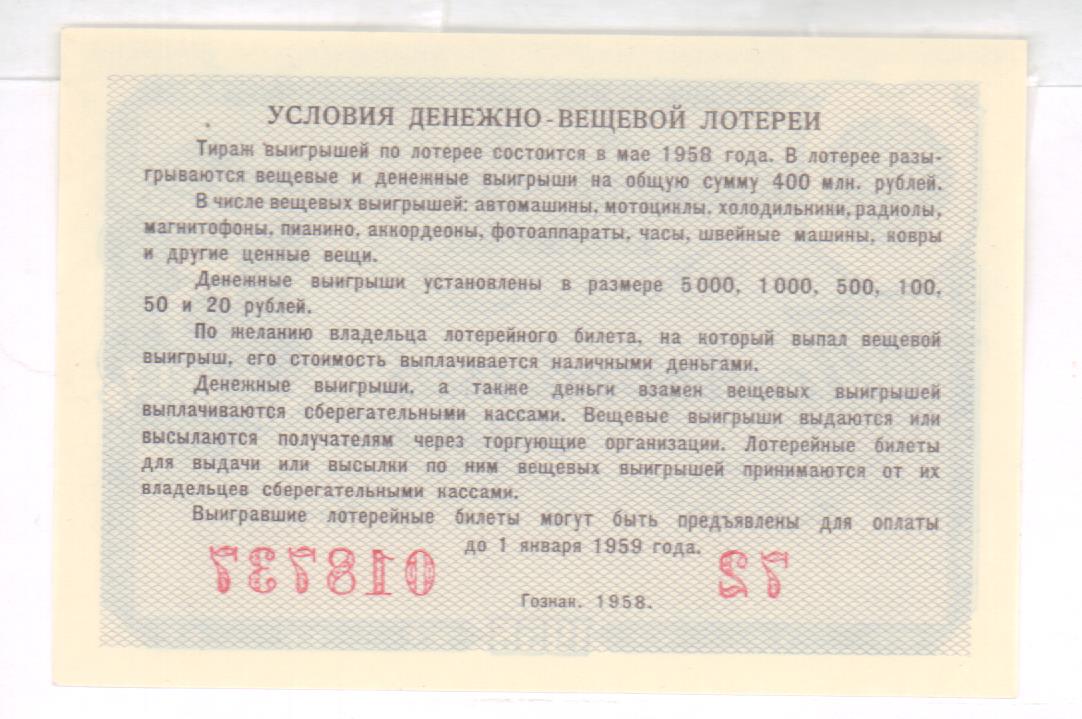 УСЛОВИЯ ДЕНЕЖНО-ВЕЩЕВОЙ ЛОТЕРЕИ
Тираж выигрышей по лотерее состоится в мае 1958 года. В лотерее разы-
грываются вещевые и денежные выигрыши на общую сумму 400 млн. рублей.
В числе вещевых выигрышей: автомашины, мотоциклы, холодильники, радиолы,
магнитофоны, пианино, аккордеоны, фотоаппараты, часы, швейные машины, ковры
и другие ценные вещи.
Денежные выигрыши установлены в размере 5000, 1000, 500, 100,
50 и 20 рублей.
По желанию владельца лотерейного билета, на который выпал вещевой
выигрыш, его стоимость выплачивается наличными деньгами.
Денежные выигрыши, а также деньги взамен вещевых выигрышей
выплачиваются сберегательными кассами. Вещевые выигрыши выдаются или
высылаются получателям через торгующие организации. Лотерейные билеты
для выдачи или высылки по ним вещевых выигрышей принимаются от их
владельцев сберегательными кассами.
Выигравшие лотерейные билеты могут быть предъявлены для оплаты
до 1 января 1959 года.
018737 72
Гознак. 1958.